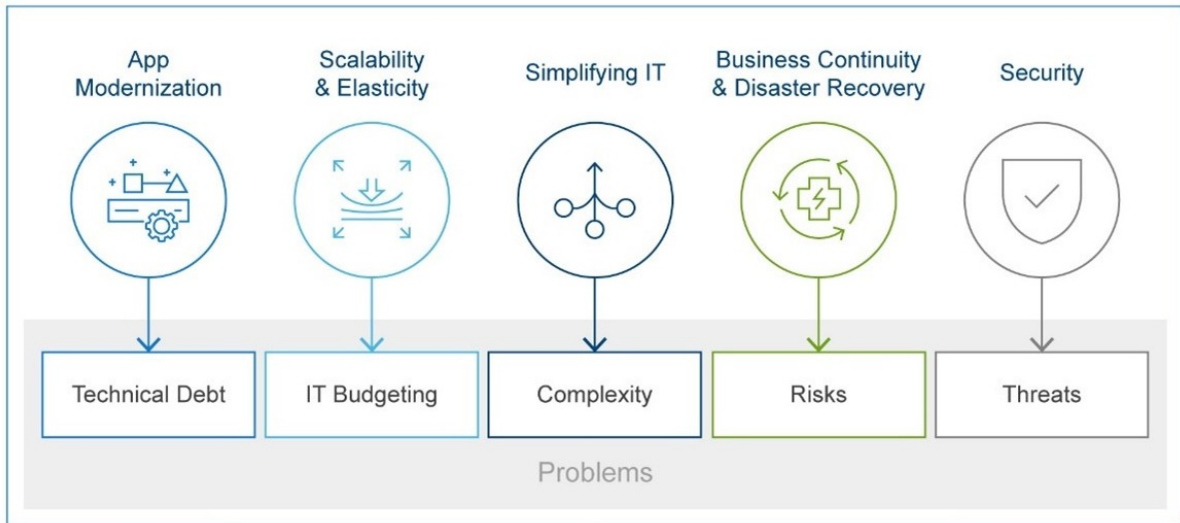 App
Modernization
Scalability
& Elasticity
Simplifying IT
Business Continuity
& Disaster Recovery
Security
Technical Debt
IT Budgeting
Complexity
Risks
Threats
Problems